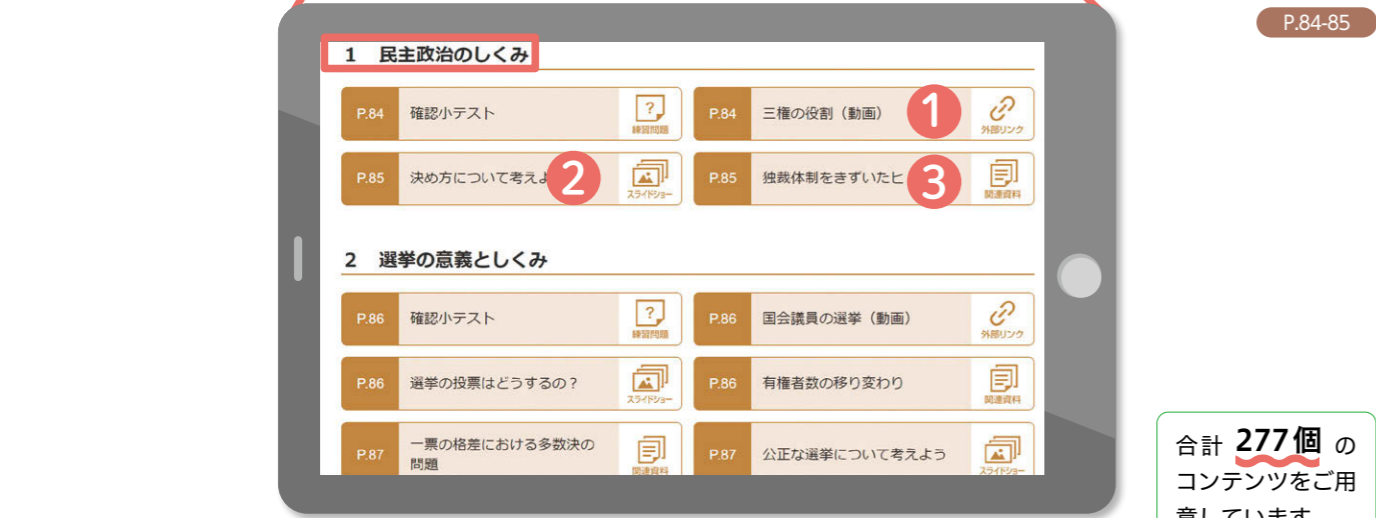 P.84-85
1 民主政治のしくみ
P.84 確認小テスト ? 練習問題
P.84 三権の役割（動画） 1 外部リンク
P.85 決め方について考えよ 2 スライドショー
P.85 独裁体制をきずいたヒ 3 関連資料
2 選挙の意義としくみ
P.86 確認小テスト ? 練習問題
P.86 国会議員の選挙（動画） 外部リンク
P.86 選挙の投票はどうするの？ スライドショー
P.86 有権者数の移り変わり 関連資料
P.87 一票の格差における多数決の
問題 関連資料
P.87 公正な選挙について考えよう スライドショー
合計 277個 の
コンテンツをご用
意しています